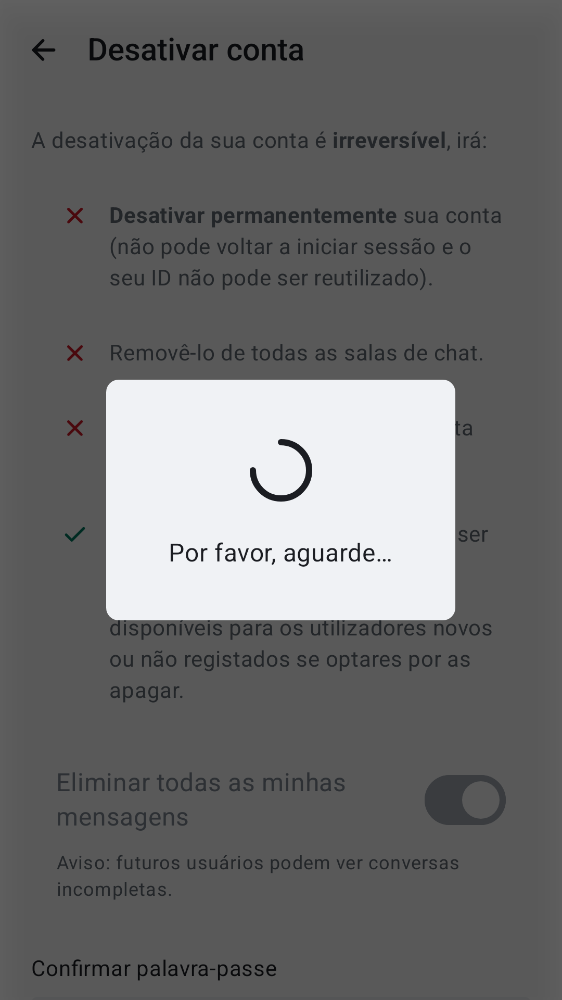 Desativar conta
A desativação da sua conta é irreversível, irá:
Desativar permanentemente sua conta
(não pode voltar a iniciar sessão e o
seu ID não pode ser reutilizado).
Removê-lo de todas as salas de chat.
ta
ser
Por favor, aguarde...
disponíveis para os utilizadores novos
ou não registados se optares por as
apagar.
Eliminar todas as minhas
mensagens
Aviso: futuros usuários podem ver conversas
incompletas.
Confirmar palavra-passe